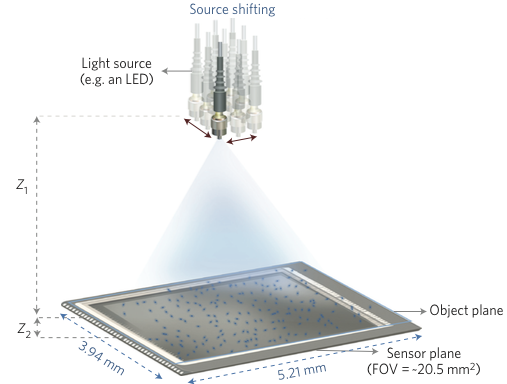 Source shifting
Light source
(e.g. an LED)
Z1
Z2
Object plane
Sensor plane
(FOV = ~20.5 mm²)
3.94 mm
5.21 mm